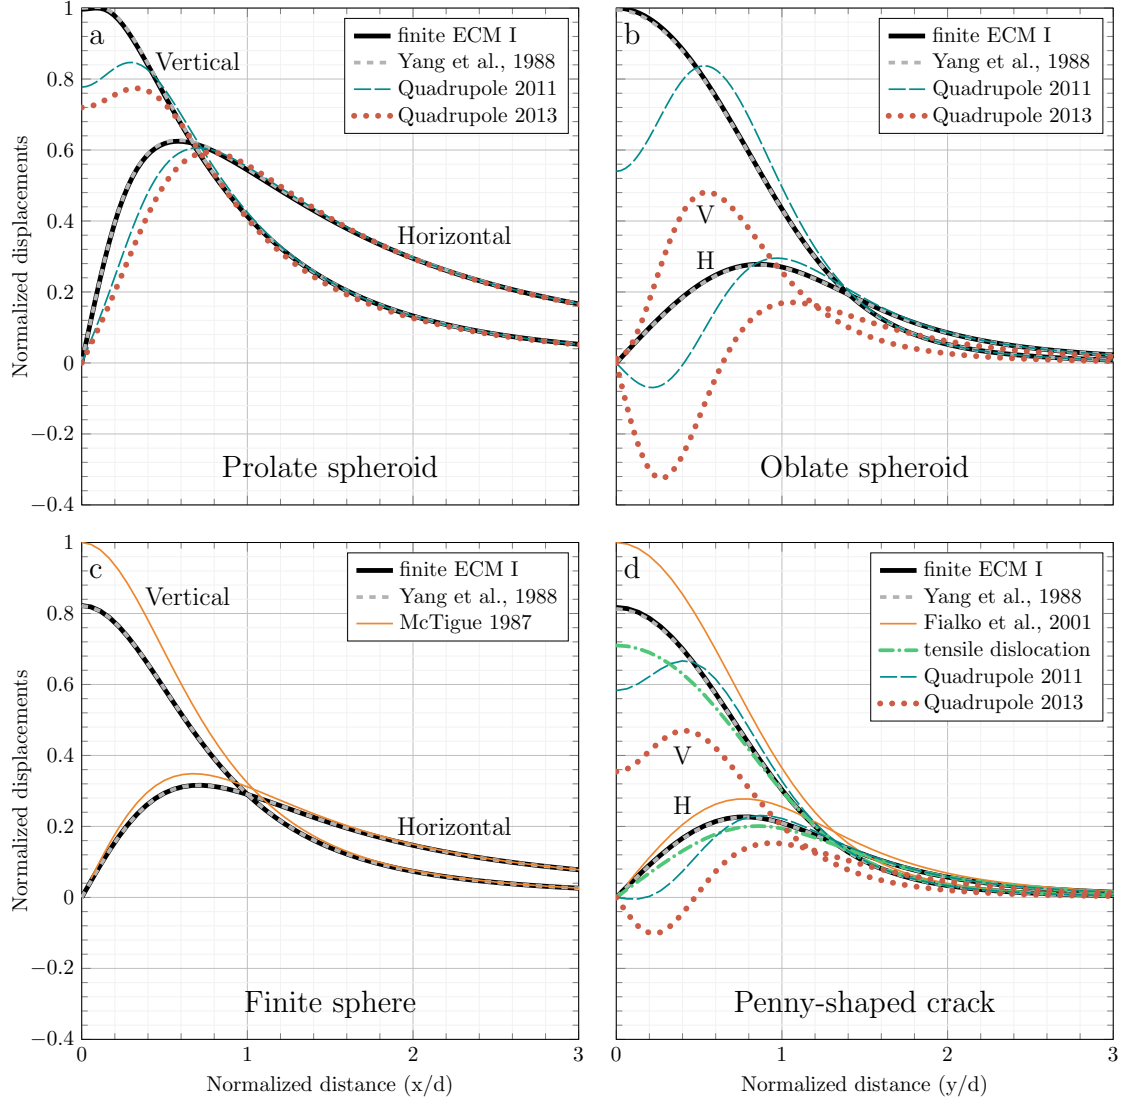 a
finite ECM I
Yang et al., 1988
Quadrupole 2011
Quadrupole 2013
Vertical
Horizontal
Prolate spheroid
Normalized displacements
1
0.8
0.6
0.4
0.2
0
−0.2
−0.4
b
finite ECM I
Yang et al., 1988
Quadrupole 2011
Quadrupole 2013
V
H
Oblate spheroid
c
finite ECM I
Yang et al., 1988
McTigue 1987
Vertical
Horizontal
Finite sphere
Normalized displacements
1
0.8
0.6
0.4
0.2
0
−0.2
−0.4
0 1 2 3
Normalized distance (x/d)
d
finite ECM I
Yang et al., 1988
Fialko et al., 2001
tensile dislocation
Quadrupole 2011
Quadrupole 2013
V
H
Penny-shaped crack
0 1 2 3
Normalized distance (y/d)